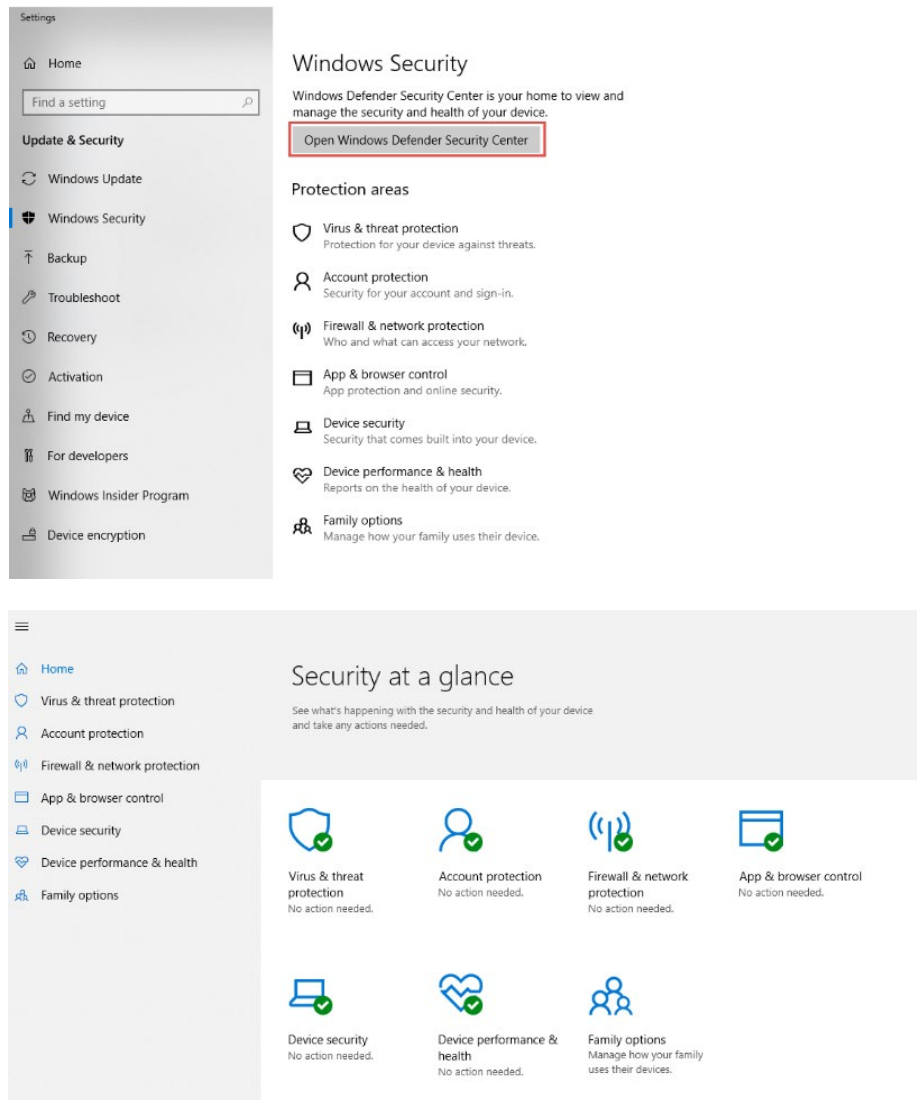 Settings
Home
Find a setting
Update & Security
Windows Update
Windows Security
Backup
Troubleshoot
Recovery
Activation
Find my device
For developers
Windows Insider Program
Device encryption
Windows Security
Windows Defender Security Center is your home to view and
manage the security and health of your device.
Open Windows Defender Security Center
Protection areas
Virus & threat protection
Protection for your device against threats.
Account protection
Security for your account and sign-in.
Firewall & network protection
Who and what can access your network.
App & browser control
App protection and online security.
Device security
Security that comes built into your device.
Device performance & health
Reports on the health of your device.
Family options
Manage how your family uses their device.
Home
Virus & threat protection
Account protection
Firewall & network protection
App & browser control
Device security
Device performance & health
Family options
Security at a glance
See what's happening with the security and health of your device
and take any actions needed.
Virus & threat
protection
No action needed.
Account protection
No action needed.
Firewall & network
protection
No action needed.
App & browser control
No action needed.
Device security
No action needed.
Device performance &
health
No action needed.
Family options
Manage how your family
uses their devices.